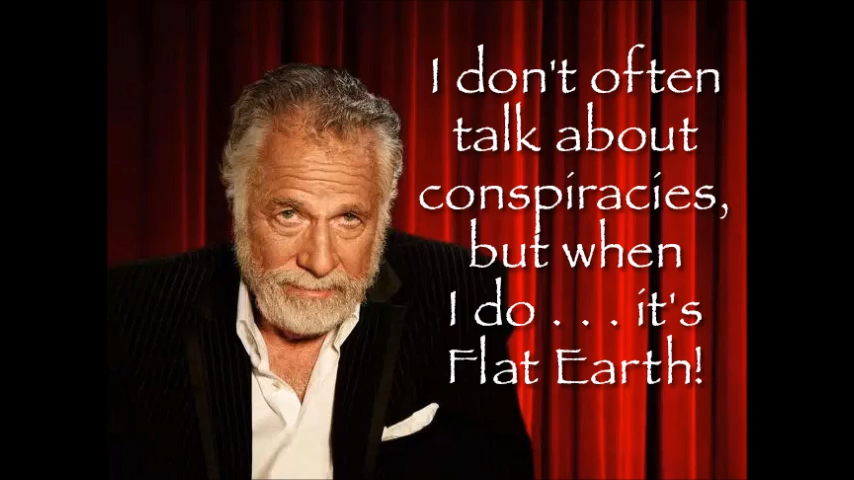 I don't often
talk about
conspiracies,
but when
I do . . . it's
Flat Earth!